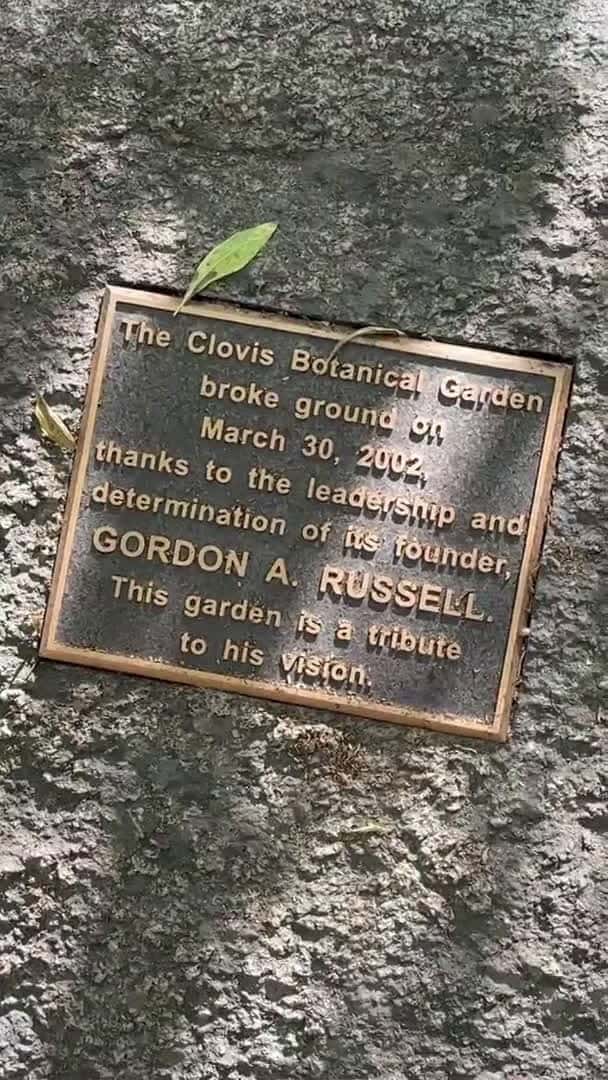 The Clovis Botanical Garden
broke ground on
March 30, 2002,
thanks to the leadership and
determination of its founder,
GORDON A. RUSSELL.
This garden is a tribute
to his vision.